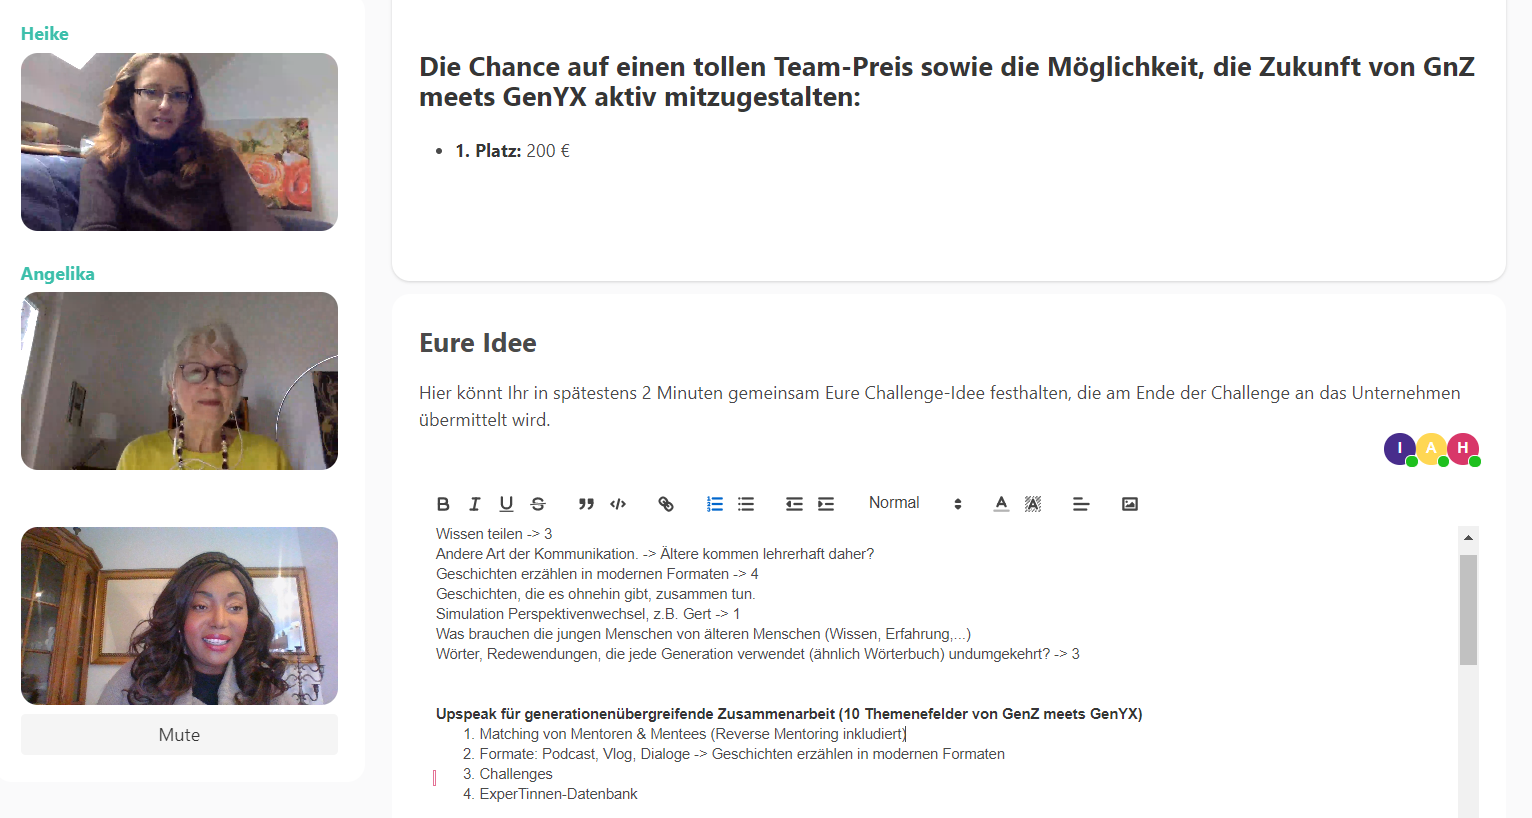 Heike
Angelika
Mute
Die Chance auf einen tollen Team-Preis sowie die Möglichkeit, die Zukunft von GnZ
meets GenYX aktiv mitzugestalten:
1. Platz: 200 €
Eure Idee
Hier könnt Ihr in spätestens 2 Minuten gemeinsam Eure Challenge-Idee festhalten, die am Ende der Challenge an das Unternehmen
übermittelt wird.
I A H
Normal
Wissen teilen -> 3
Andere Art der Kommunikation. -> Ältere kommen lehrerhaft daher?
Geschichten erzählen in modernen Formaten -> 4
Geschichten, die es ohnehin gibt, zusammen tun.
Simulation Perspektivenwechsel, z.B. Gert -> 1
Was brauchen die jungen Menschen von älteren Menschen (Wissen, Erfahrung,...)
Wörter, Redewendungen, die jede Generation verwendet (ähnlich Wörterbuch) undumgekehrt? -> 3
Upspeak für generationenübergreifende Zusammenarbeit (10 Themenefelder von GenZ meets GenYX)
1. Matching von Mentoren & Mentees (Reverse Mentoring inkludiert)
2. Formate: Podcast, Vlog, Dialoge -> Geschichten erzählen in modernen Formaten
3. Challenges
4. ExperTinnen-Datenbank